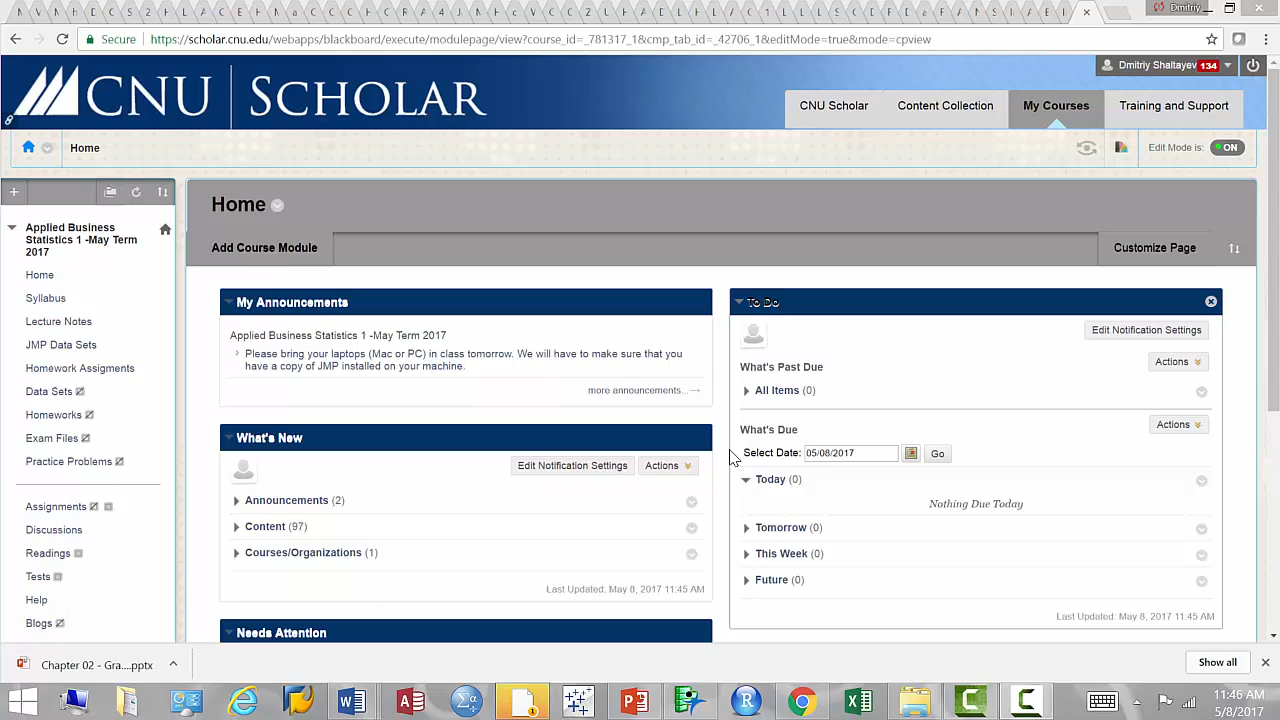 Dmitriy
Secure
https://scholar.cnu.edu/webapps/blackboard/execute/modulepage/view?course_id=_781317_1&cmp_tab_id=_42706_1&editMode=true&mode=cpview
CNU SCHOLAR
Dmitriy Shaltayev 134
CNU Scholar
Content Collection
My Courses
Training and Support
Home
Edit Mode is: ON
Applied Business
Statistics 1 -May Term
2017
Home
Syllabus
Lecture Notes
JMP Data Sets
Homework Assigments
Data Sets
Homeworks
Exam Files
Practice Problems
Assignments
Discussions
Readings
Tests
Help
Blogs
Home
Add Course Module
Customize Page
My Announcements
Applied Business Statistics 1 -May Term 2017
Please bring your laptops (Mac or PC) in class tomorrow. We will have to make sure that you
have a copy of JMP installed on your machine.
more announcements...
What's New
Edit Notification Settings
Actions
Announcements (2)
Content (97)
Courses/Organizations (1)
Last Updated: May 8, 2017 11:45 AM
Needs Attention
To Do
Edit Notification Settings
What's Past Due
Actions
All Items (0)
What's Due
Actions
Select Date: 05/08/2017 Go
Today (0)
Nothing Due Today
Tomorrow (0)
This Week (0)
Future (0)
Last Updated: May 8, 2017 11:45 AM
Chapter 02 - Gra....pptx
Show all
11:46 AM
5/8/2017